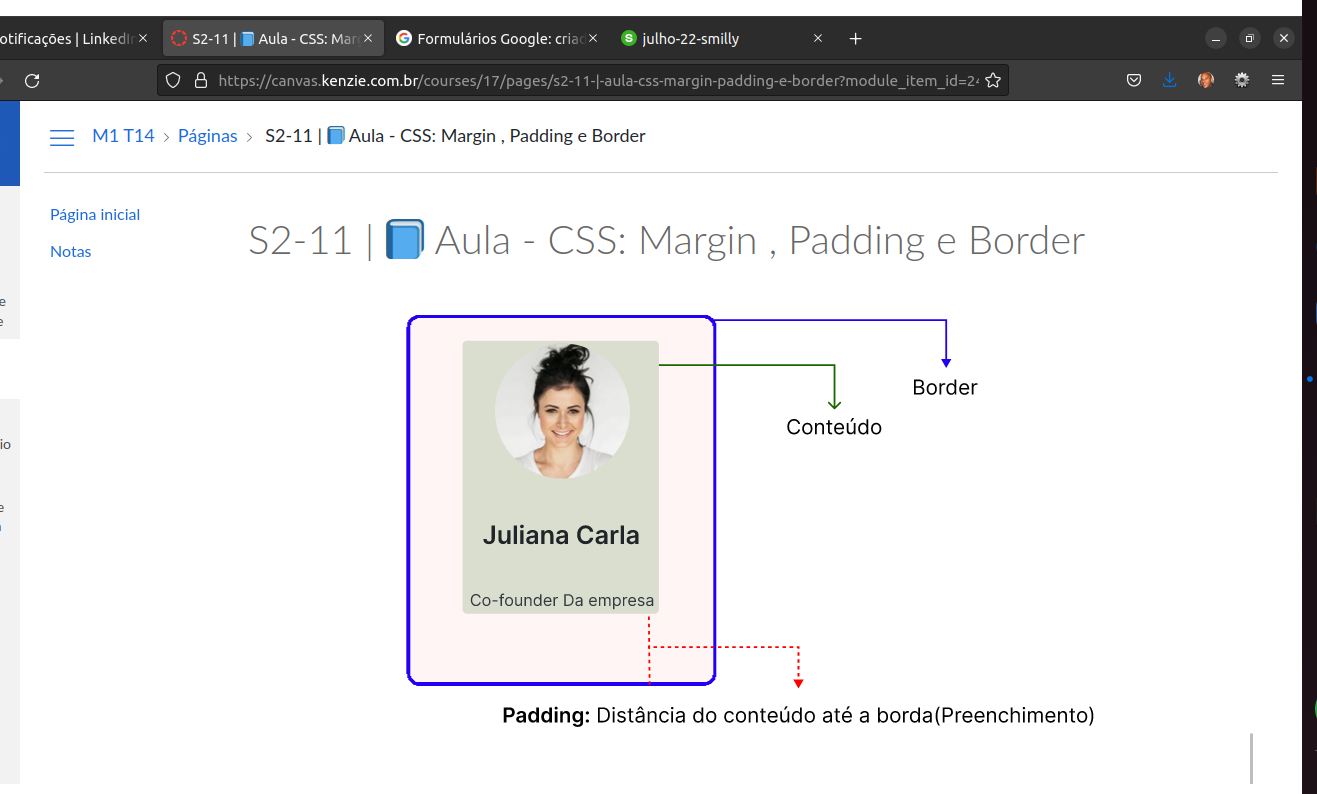 otificações | LinkedIn
S2-11 | 📘 Aula - CSS: Mar
Formulários Google: criad
S julho-22-smilly
https://canvas.kenzie.com.br/courses/17/pages/s2-11-|-aula-css-margin-padding-e-border?module_item_id=24
M1 T14 › Páginas › S2-11 | 📘 Aula - CSS: Margin , Padding e Border
Página inicial
Notas
S2-11 | 📘 Aula - CSS: Margin , Padding e Border
e
e
io
e
Border
Conteúdo
Juliana Carla
Co-founder Da empresa
Padding: Distância do conteúdo até a borda(Preenchimento)